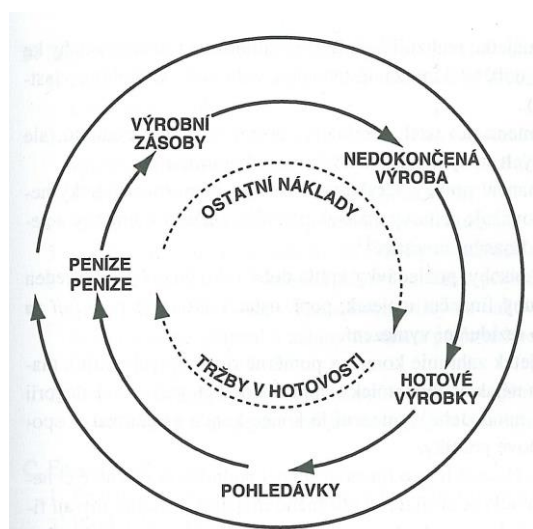 VÝROBNÍ
ZÁSOBY
NEDOKONČENÁ
VÝROBA
OSTATNÍ NÁKLADY
PENÍZE
PENÍZE
TRŽBY V HOTOVOSTI
HOTOVÉ
VÝROBKY
POHLEDÁVKY